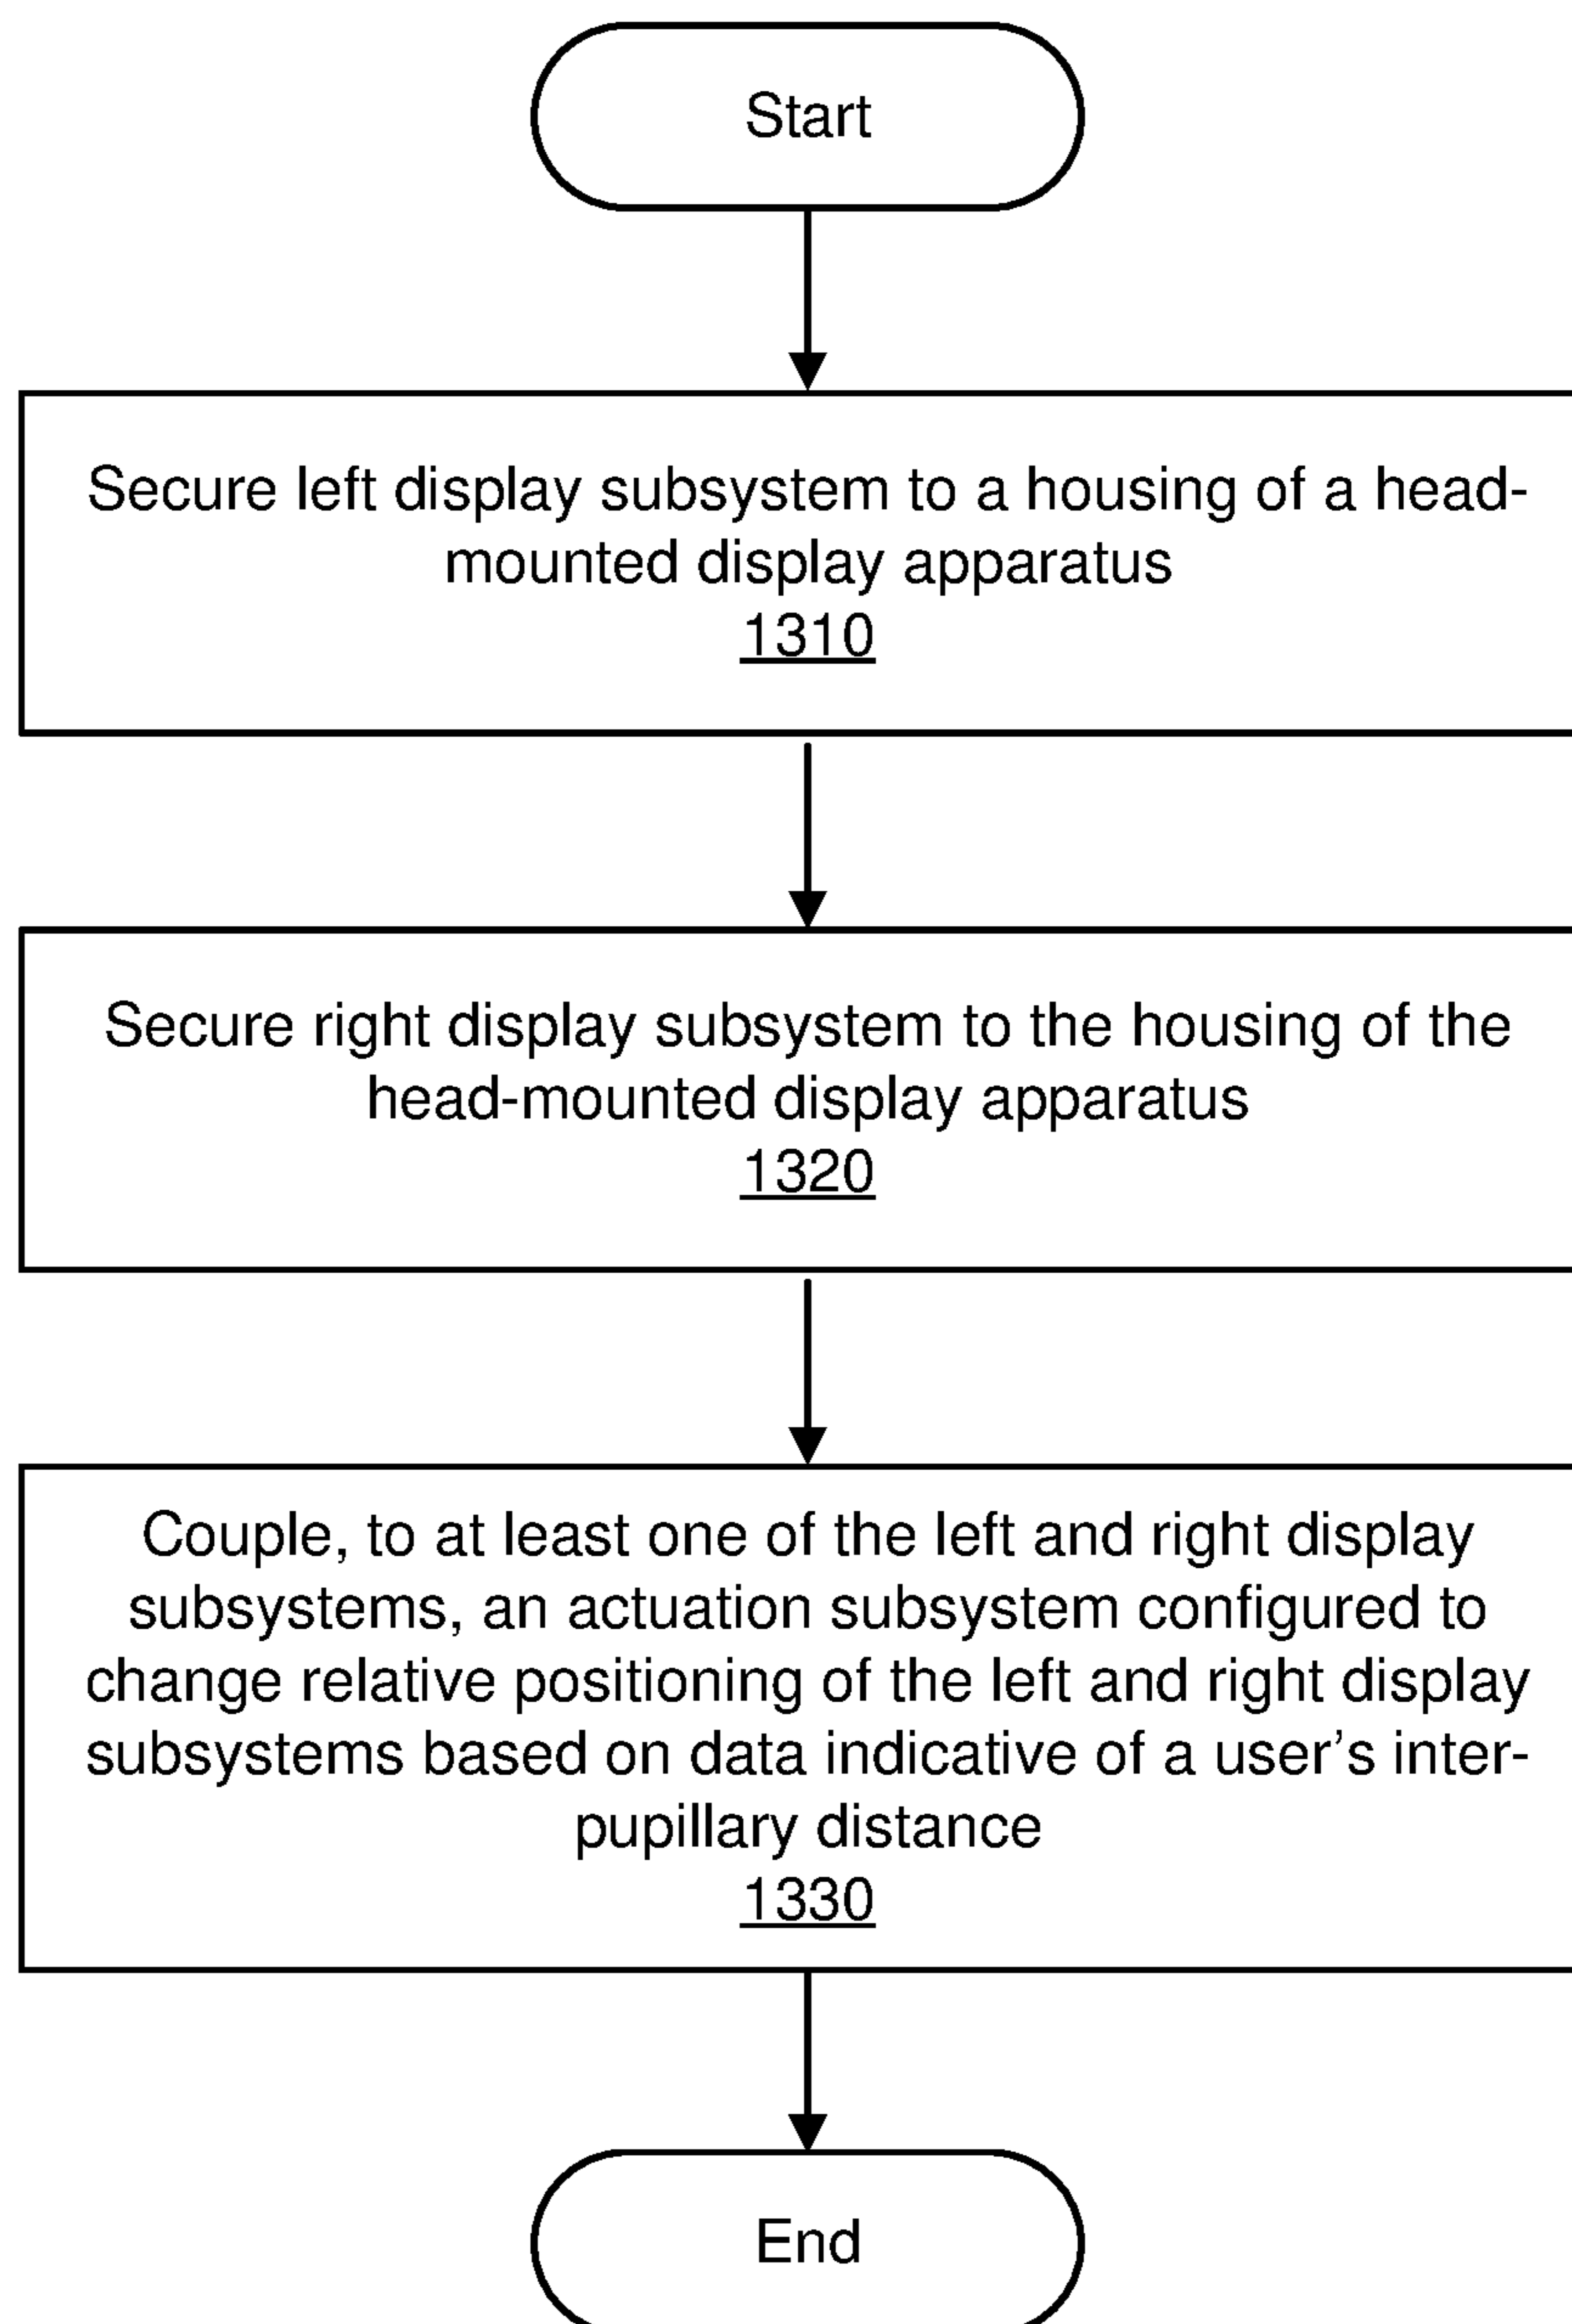 Start
Secure left display subsystem to a housing of a head-
mounted display apparatus
1310
Secure right display subsystem to the housing of the
head-mounted display apparatus
1320
Couple, to at least one of the left and right display
subsystems, an actuation subsystem configured to
change relative positioning of the left and right display
subsystems based on data indicative of a user’s inter-
pupillary distance
1330
End